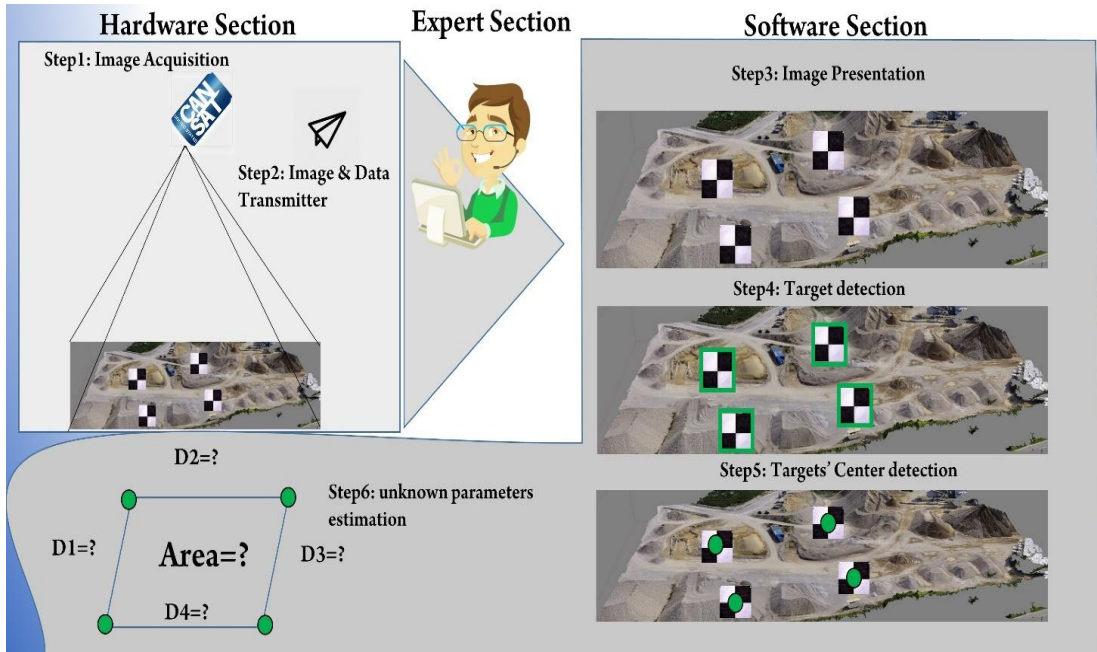 Hardware Section
Expert Section
Software Section
Step1: Image Acquisition
CAN
SAT
Step2: Image & Data
Transmitter
Step3: Image Presentation
Step4: Target detection
Step5: Targets' Center detection
D2=?
Step6: unknown parameters
estimation
D1=?
Area=?
D3=?
D4=?